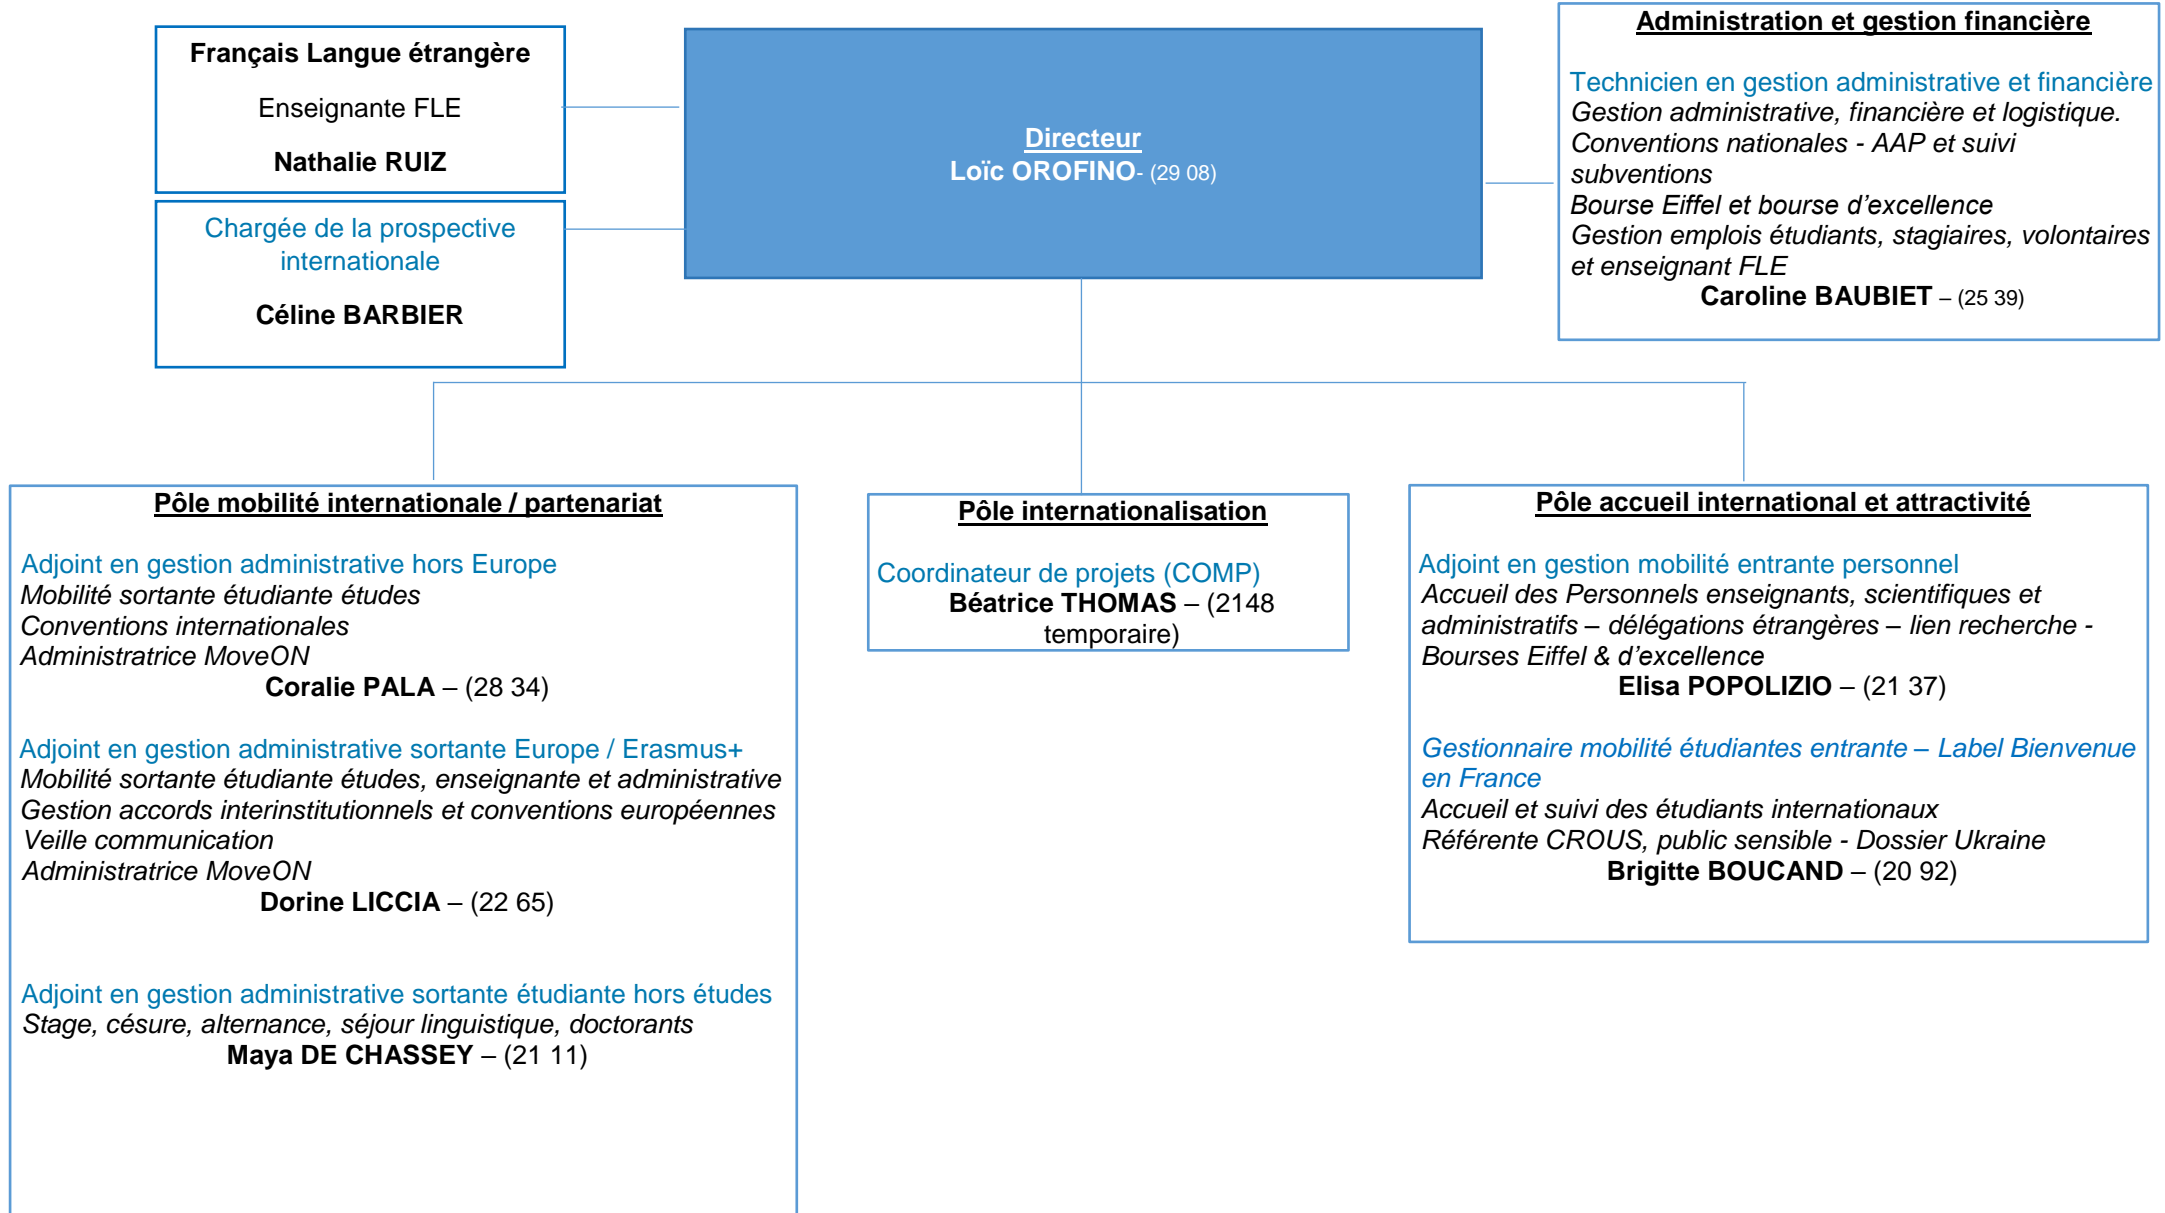 Français Langue étrangère
Enseignante FLE
Nathalie RUIZ
Chargée de la prospective
internationale
Céline BARBIER
Directeur
Loïc OROFINO- (29 08)
Administration et gestion financière
Technicien en gestion administrative et financière
Gestion administrative, financière et logistique.
Conventions nationales - AAP et suivi
subventions
Bourse Eiffel et bourse d’excellence
Gestion emplois étudiants, stagiaires, volontaires
et enseignant FLE
Caroline BAUBIET – (25 39)
Pôle mobilité internationale / partenariat
Adjoint en gestion administrative hors Europe
Mobilité sortante étudiante études
Conventions internationales
Administratrice MoveON
Coralie PALA – (28 34)
Adjoint en gestion administrative sortante Europe / Erasmus+
Mobilité sortante étudiante études, enseignante et administrative
Gestion accords interinstitutionnels et conventions européennes
Veille communication
Administratrice MoveON
Dorine LICCIA – (22 65)
Adjoint en gestion administrative sortante étudiante hors études
Stage, césure, alternance, séjour linguistique, doctorants
Maya DE CHASSEY – (21 11)
Pôle internationalisation
Coordinateur de projets (COMP)
Béatrice THOMAS – (2148
temporaire)
Pôle accueil international et attractivité
Adjoint en gestion mobilité entrante personnel
Accueil des Personnels enseignants, scientifiques et
administratifs – délégations étrangères – lien recherche -
Bourses Eiffel & d’excellence
Elisa POPOLIZIO – (21 37)
Gestionnaire mobilité étudiantes entrante – Label Bienvenue
en France
Accueil et suivi des étudiants internationaux
Référente CROUS, public sensible - Dossier Ukraine
Brigitte BOUCAND – (20 92)